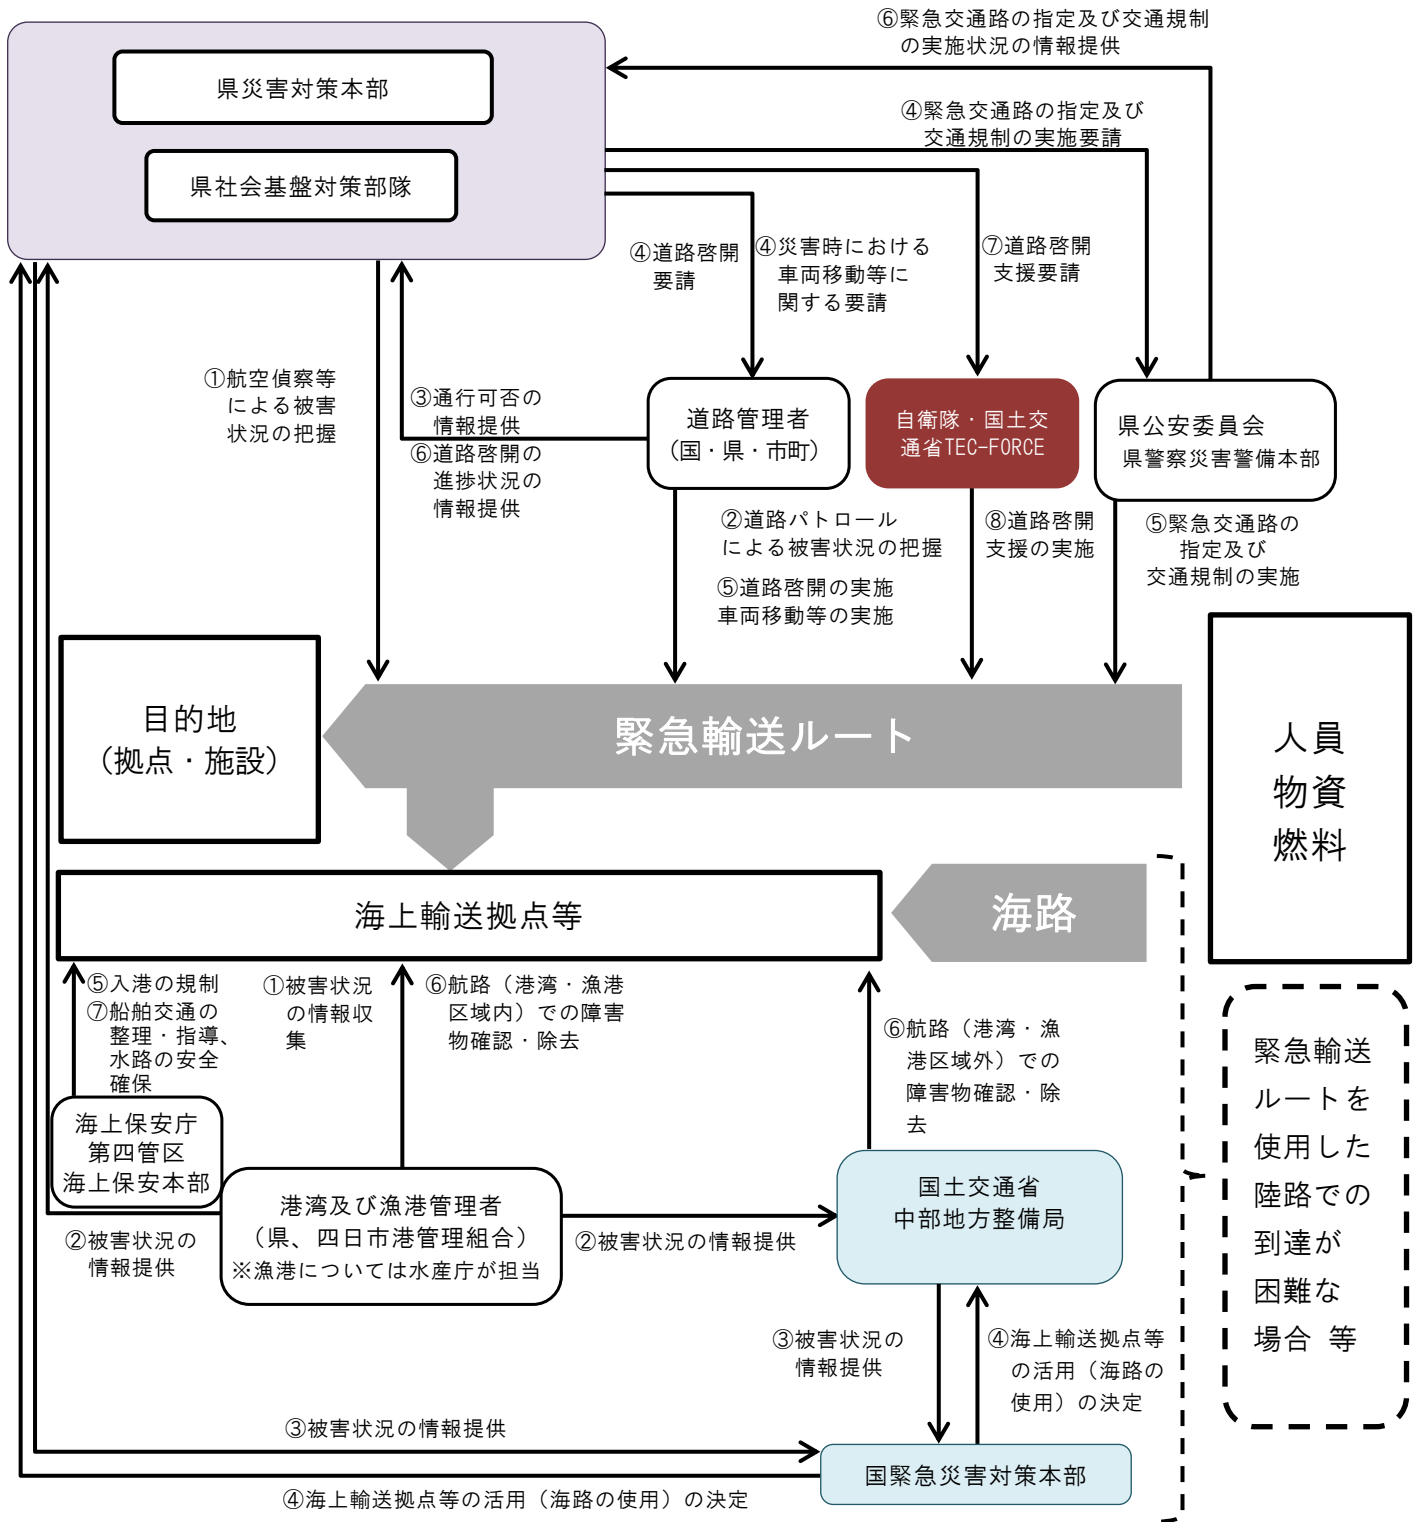 ⑥緊急交通路の指定及び交通規制
の実施状況の情報提供
県災害対策本部
県社会基盤対策部隊
④緊急交通路の指定及び
交通規制の実施要請
④道路啓開
要請
④災害時における
車両移動等に
関する要請
⑦道路啓開
支援要請
①航空偵察等
による被害
状況の把握
③通行可否の
情報提供
⑥道路啓開の
進捗状況の
情報提供
道路管理者
（国・県・市町）
自衛隊・国土交
通省TEC-FORCE
県公安委員会
県警察災害警備本部
②道路パトロール
による被害状況の把握
⑤道路啓開の実施
車両移動等の実施
⑧道路啓開
支援の実施
⑤緊急交通路の
指定及び
交通規制の実施
目的地
（拠点・施設）
緊急輸送ルート
人員
物資
燃料
海上輸送拠点等
海路
⑤入港の規制
⑦船舶交通の
整理・指導、
水路の安全
確保
①被害状況
の情報収
集
⑥航路（港湾・漁港
区域内）での障害
物確認・除去
⑥航路（港湾・漁
港区域外）での
障害物確認・除
去
緊急輸送
ルートを
使用した
陸路での
到達が
困難な
場合 等
海上保安庁
第四管区
海上保安本部
港湾及び漁港管理者
（県、四日市港管理組合）
※漁港については水産庁が担当
国土交通省
中部地方整備局
②被害状況の
情報提供
②被害状況の情報提供
③被害状況の
情報提供
④海上輸送拠点等
の活用（海路の
使用）の決定
③被害状況の情報提供
国緊急災害対策本部
④海上輸送拠点等の活用（海路の使用）の決定